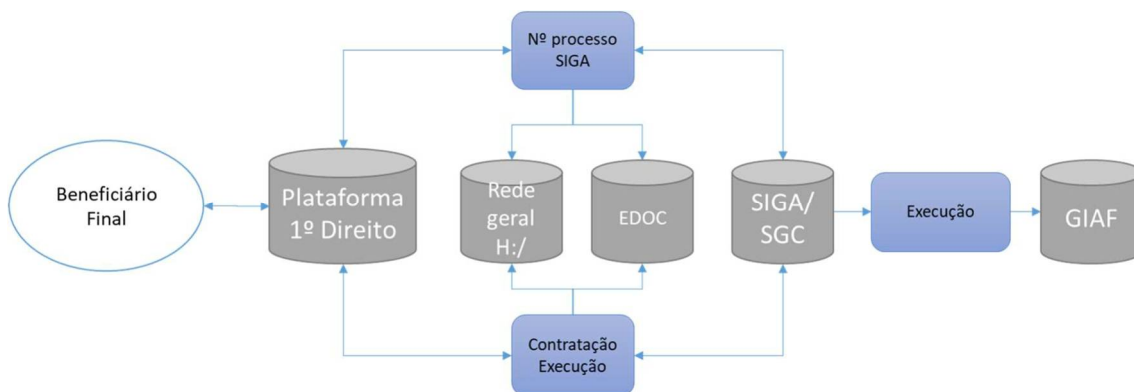 Nº processo
SIGA
Beneficiário
Final
Plataforma
1º Direito
Rede
geral
H:/
EDOC
SIGA/
SGC
Execução
GIAF
Contratação
Execução